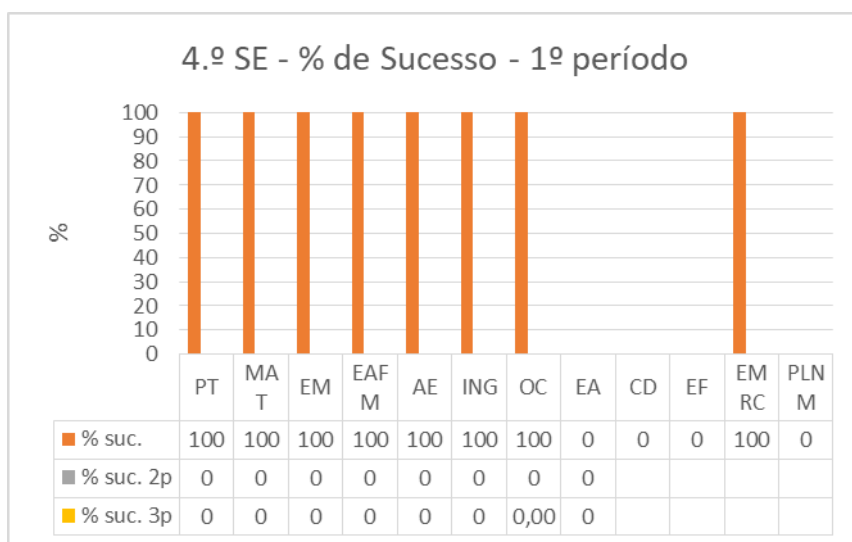 4.º SE - % de Sucesso - 1º período
%
100
90
80
70
60
50
40
30
20
10
0
PT MA T EM EAF M AE ING OC EA CD EF EM RC PLN M
% suc. 100 100 100 100 100 100 100 0 0 0 100 0
% suc. 2p 0 0 0 0 0 0 0 0
% suc. 3p 0 0 0 0 0 0 0,00 0